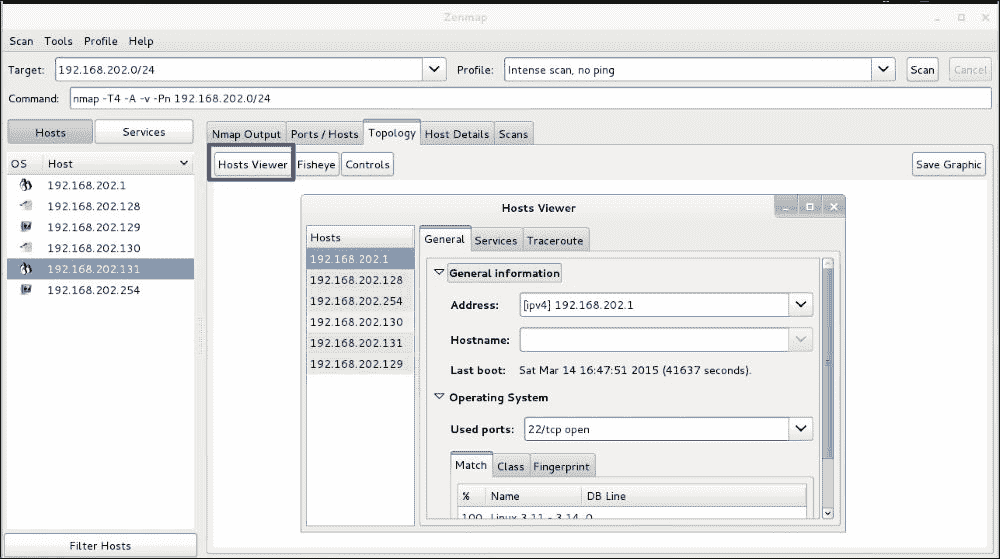 Zenmap
Scan Tools Profile Help
Target: 192.168.202.0/24 Profile: Intense scan, no ping Scan Cancel
Command: nmap -T4 -A -v -Pn 192.168.202.0/24
Hosts Services Nmap Output Ports / Hosts Topology Host Details Scans
OS Host Hosts Viewer Fisheye Controls Save Graphic
192.168.202.1
192.168.202.128
192.168.202.129
192.168.202.130
192.168.202.131
192.168.202.254
Filter Hosts
Hosts Viewer
Hosts
192.168.202.1
192.168.202.128
192.168.202.254
192.168.202.130
192.168.202.131
192.168.202.129
General Services Traceroute
General information
Address: [ipv4] 192.168.202.1
Hostname:
Last boot: Sat Mar 14 16:47:51 2015 (41637 seconds).
Operating System
Used ports: 22/tcp open
Match Class Fingerprint
% Name DB Line
100 Linux 3.11 - 3.14 0